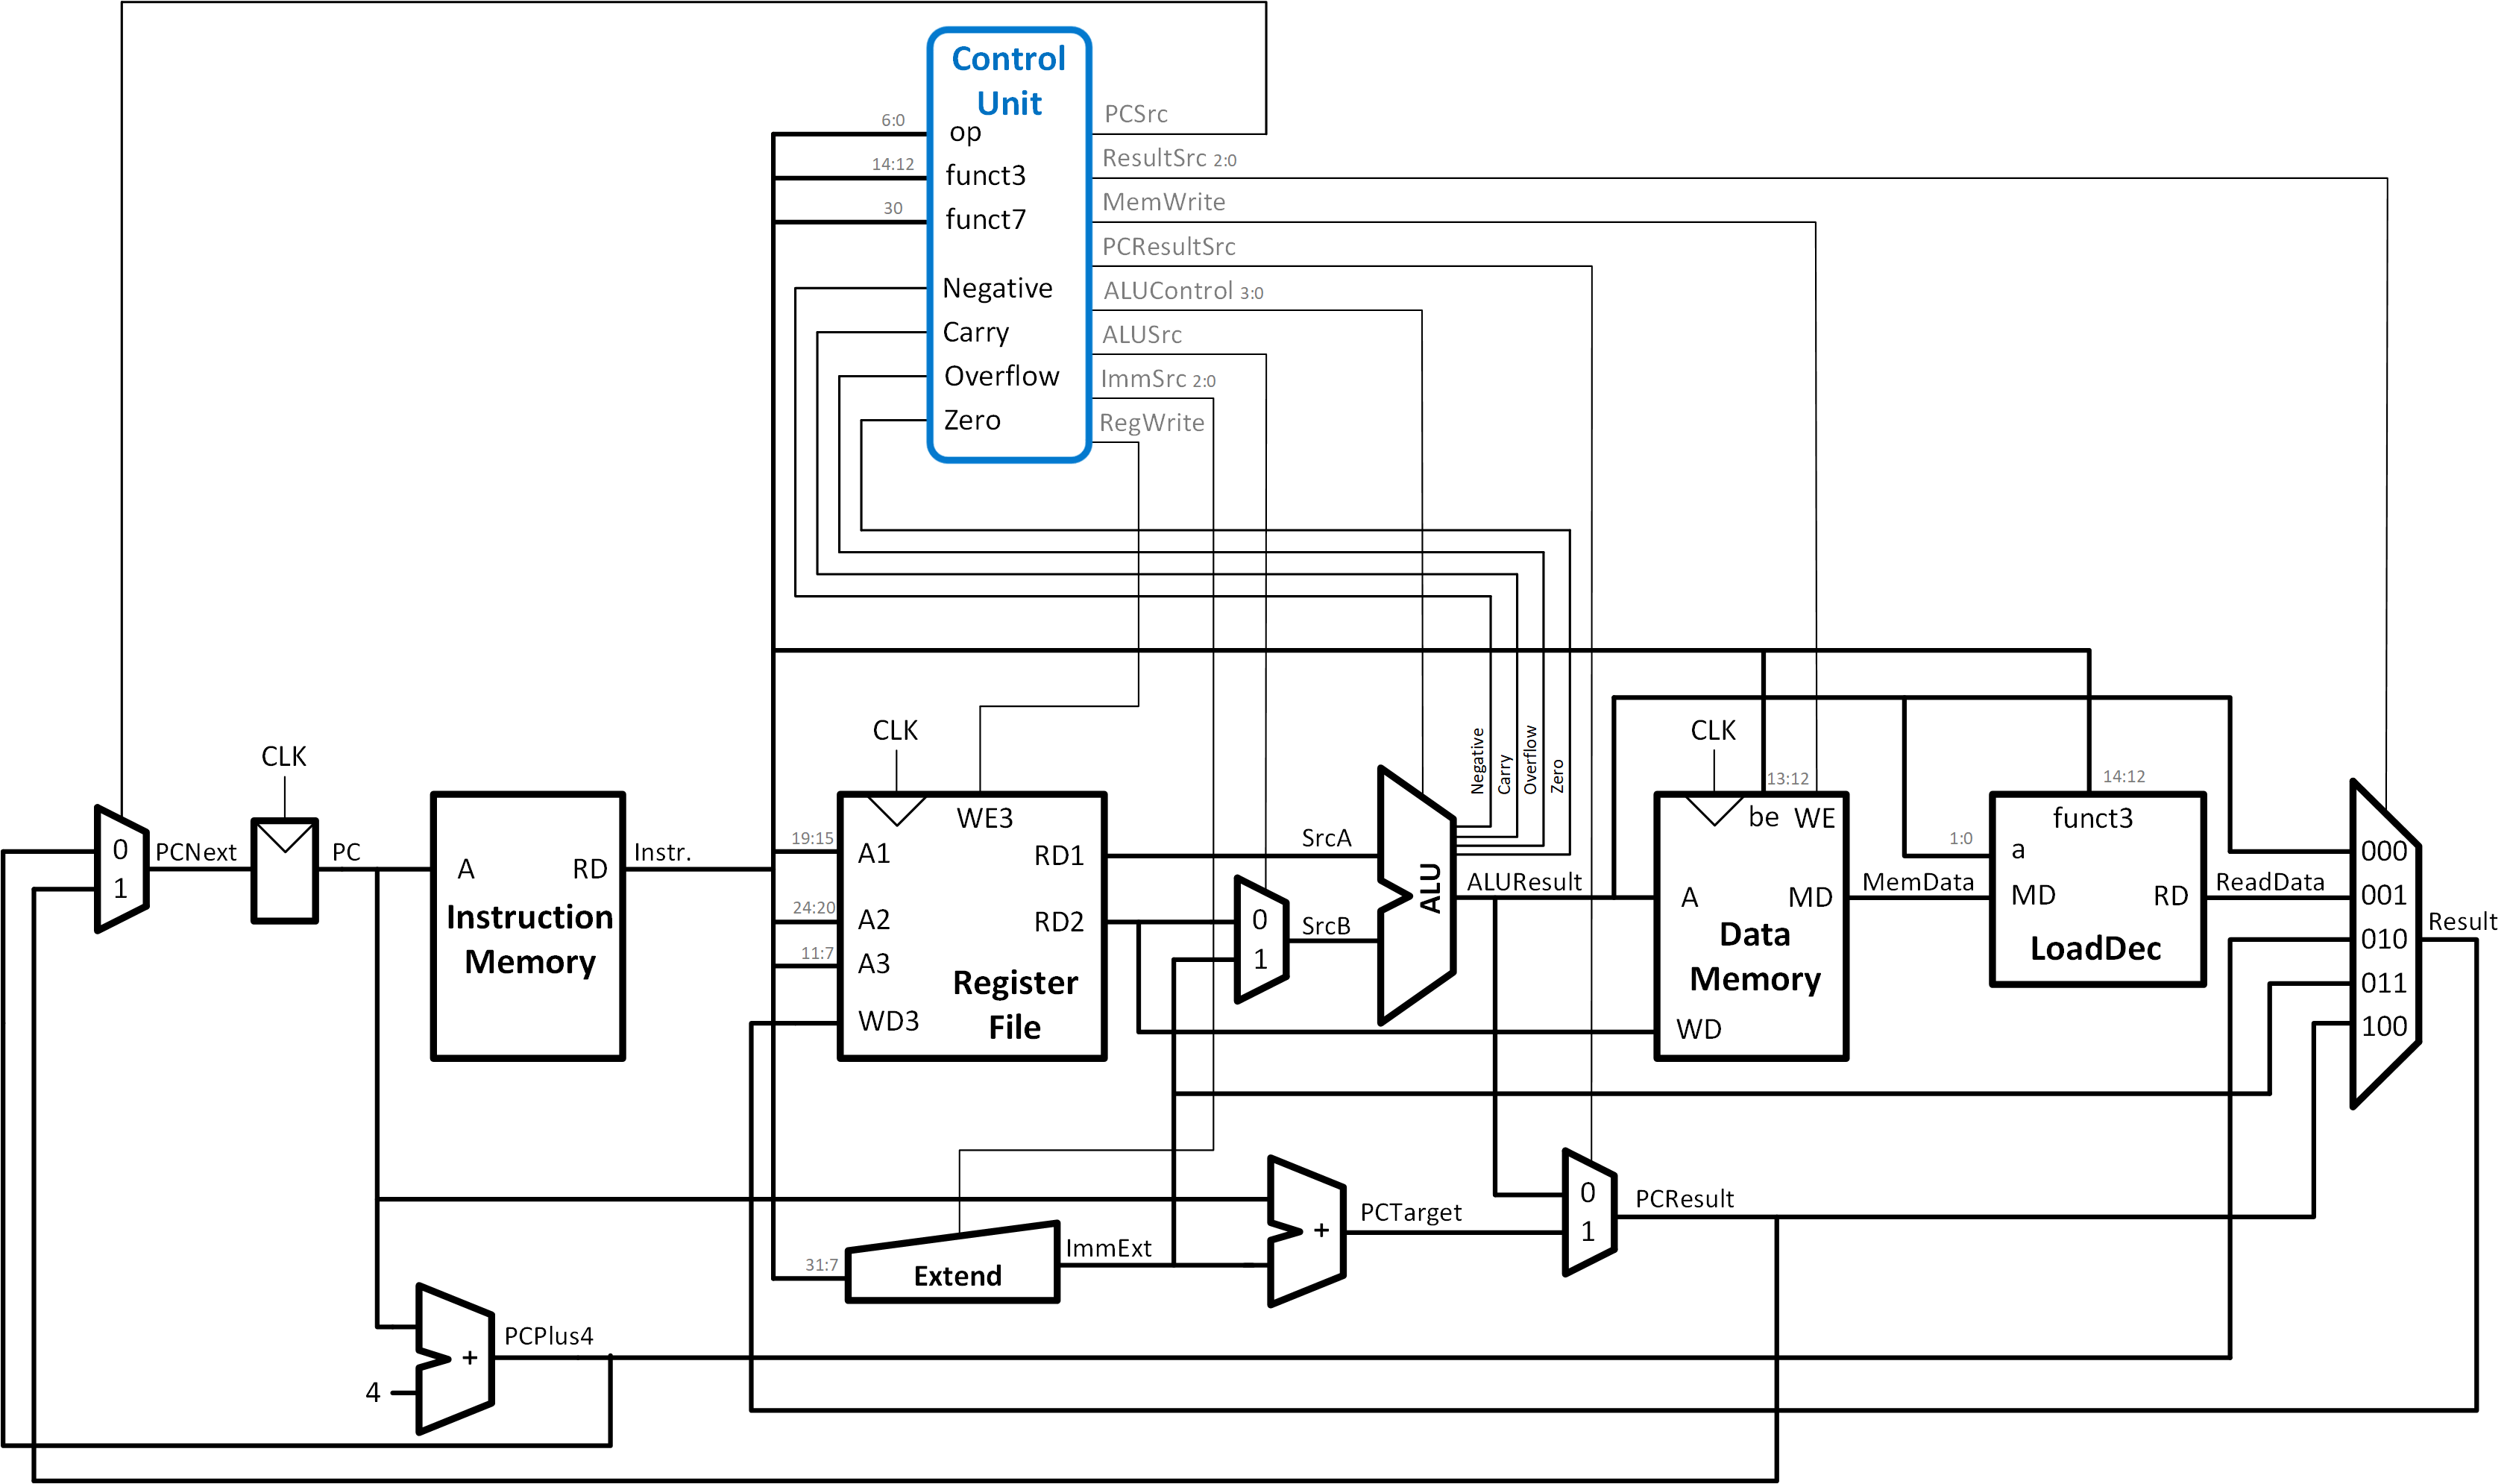 Control
Unit
op
funct3
funct7
Negative
Carry
Overflow
Zero
6:0
14:12
30
PCSrc
ResultSrc 2:0
MemWrite
PCResultSrc
ALUControl 3:0
ALUSrc
ImmSrc 2:0
RegWrite
CLK
0
1
PCNext
PC
A
RD
Instruction
Memory
Instr.
CLK
19:15
24:20
11:7
A1
A2
A3
WD3
WE3
RD1
RD2
Register
File
SrcA
0
1
SrcB
ALU
Negative
Carry
Overflow
Zero
ALUResult
CLK
13:12
be
WE
A
MD
Data
Memory
WD
MemData
14:12
funct3
1:0
a
MD
RD
LoadDec
ReadData
000
001
010
011
100
Result
31:7
Extend
ImmExt
+
PCTarget
0
1
PCResult
4
+
PCPlus4